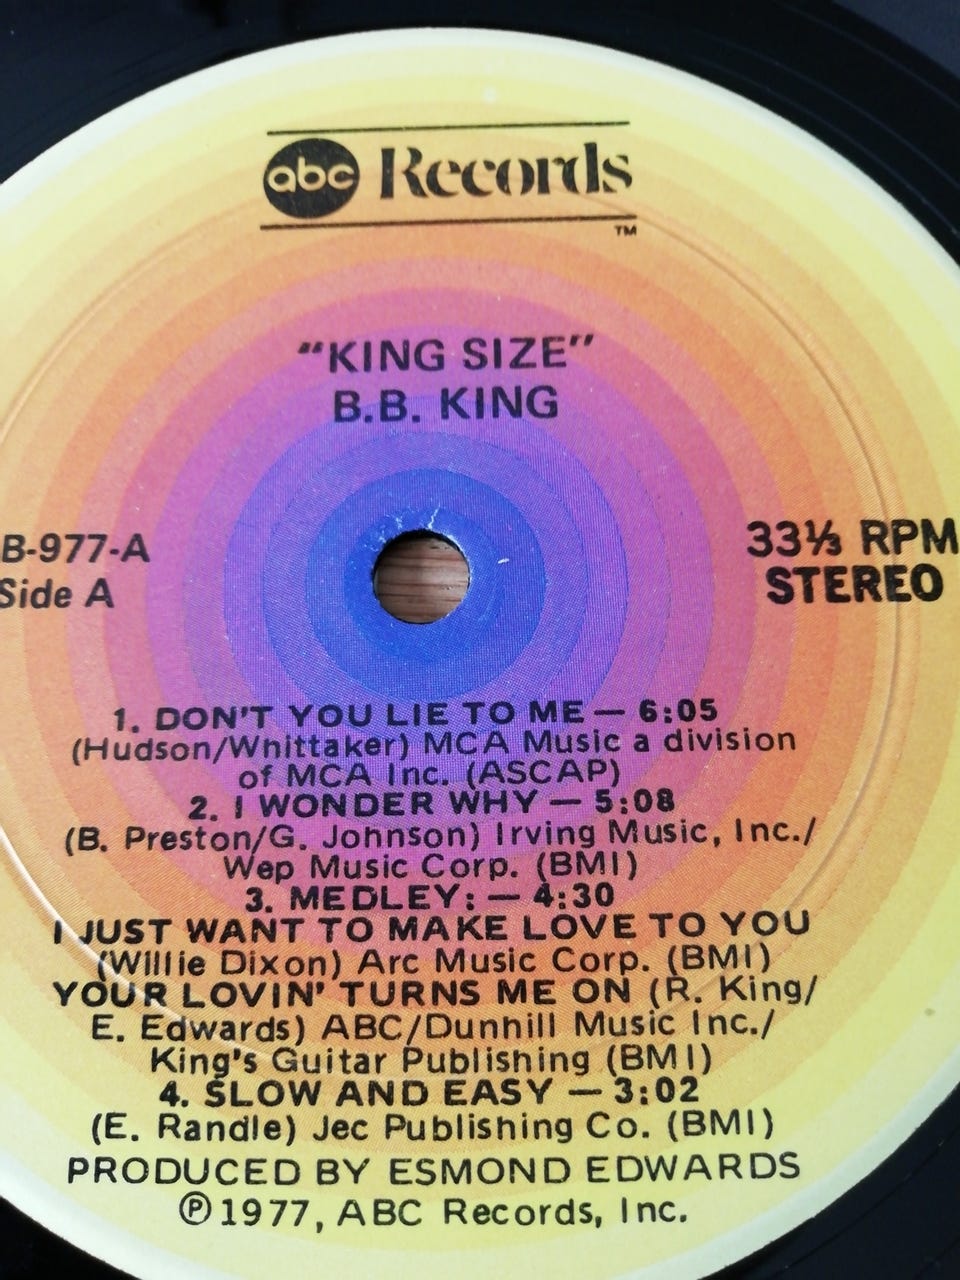 abc Records
TM
"KING SIZE"
B.B. KING
B-977-A
Side A
33⅓ RPM
STEREO
1. DON'T YOU LIE TO ME — 6:05
(Hudson/Whittaker) MCA Music a division
of MCA Inc. (ASCAP)
2. I WONDER WHY — 5:08
(B. Preston/G. Johnson) Irving Music, Inc./
Wep Music Corp. (BMI)
3. MEDLEY: — 4:30
I JUST WANT TO MAKE LOVE TO YOU
(Willie Dixon) Arc Music Corp. (BMI)
YOUR LOVIN' TURNS ME ON (R. King/
E. Edwards) ABC/Dunhill Music Inc./
King's Guitar Publishing (BMI)
4. SLOW AND EASY — 3:02
(E. Randle) Jec Publishing Co. (BMI)
PRODUCED BY ESMOND EDWARDS
℗1977, ABC Records, Inc.